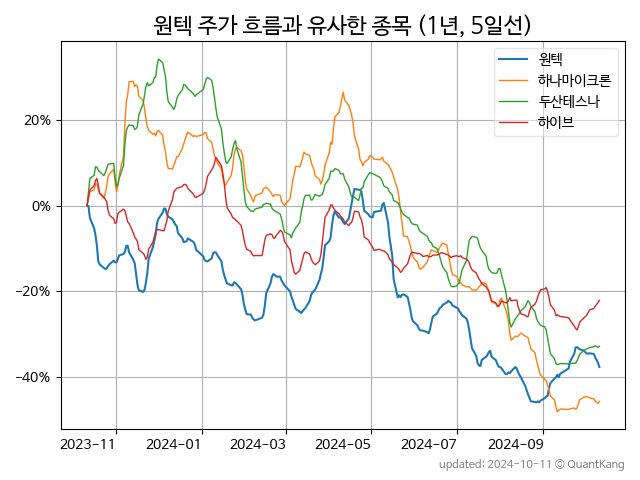 원텍 주가 흐름과 유사한 종목 (1년, 5일선)
원텍
하나마이크론
두산테스나
하이브
20%
0%
−20%
−40%
2023-11 2024-01 2024-03 2024-05 2024-07 2024-09
updated: 2024-10-11 © QuantKang